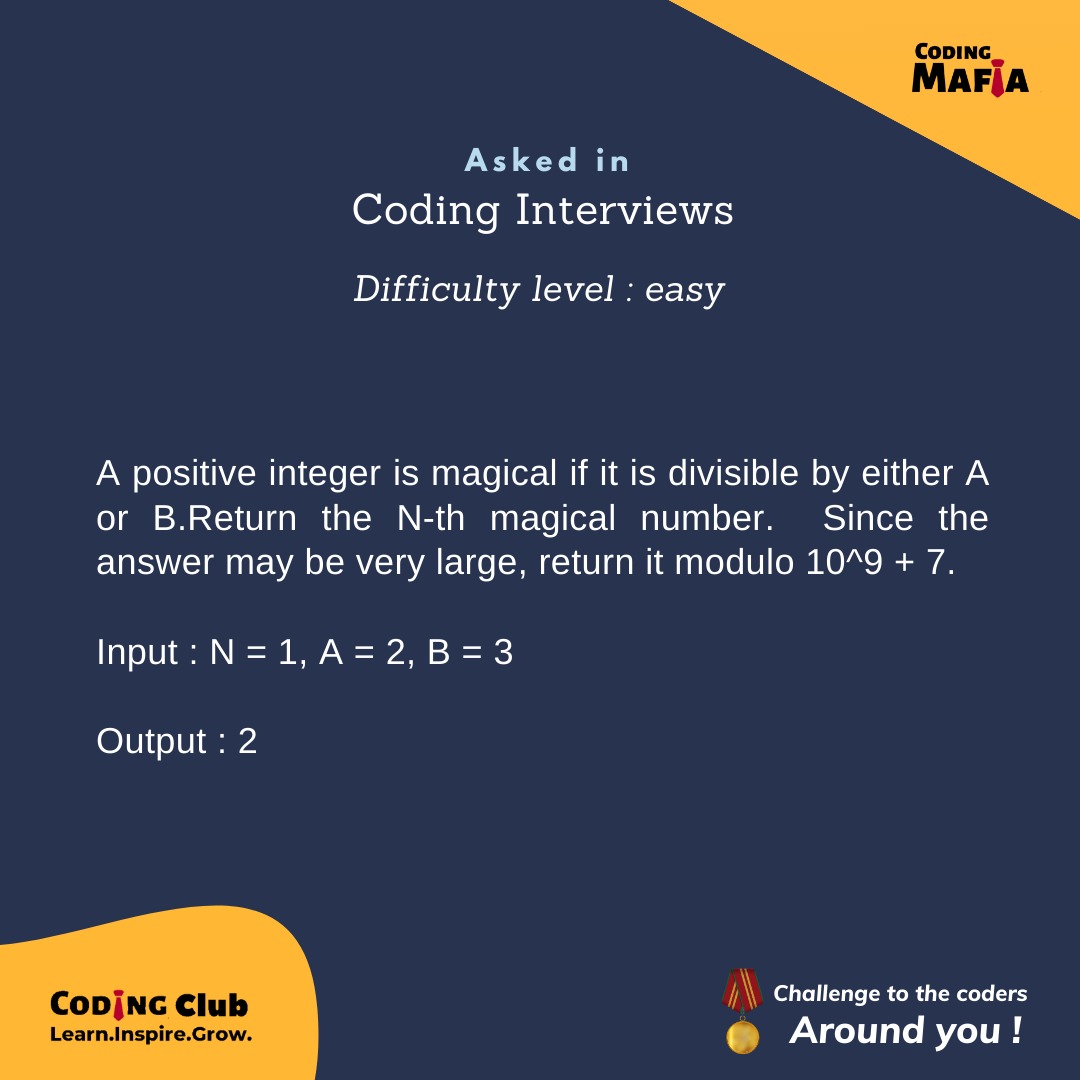 CODING
MAFIA
Asked in
Coding Interviews
Difficulty level : easy
A positive integer is magical if it is divisible by either A
or B.Return the N-th magical number. Since the
answer may be very large, return it modulo 10^9 + 7.
Input : N = 1, A = 2, B = 3
Output : 2
CODING Club
Learn.Inspire.Grow.
Challenge to the coders
Around you !